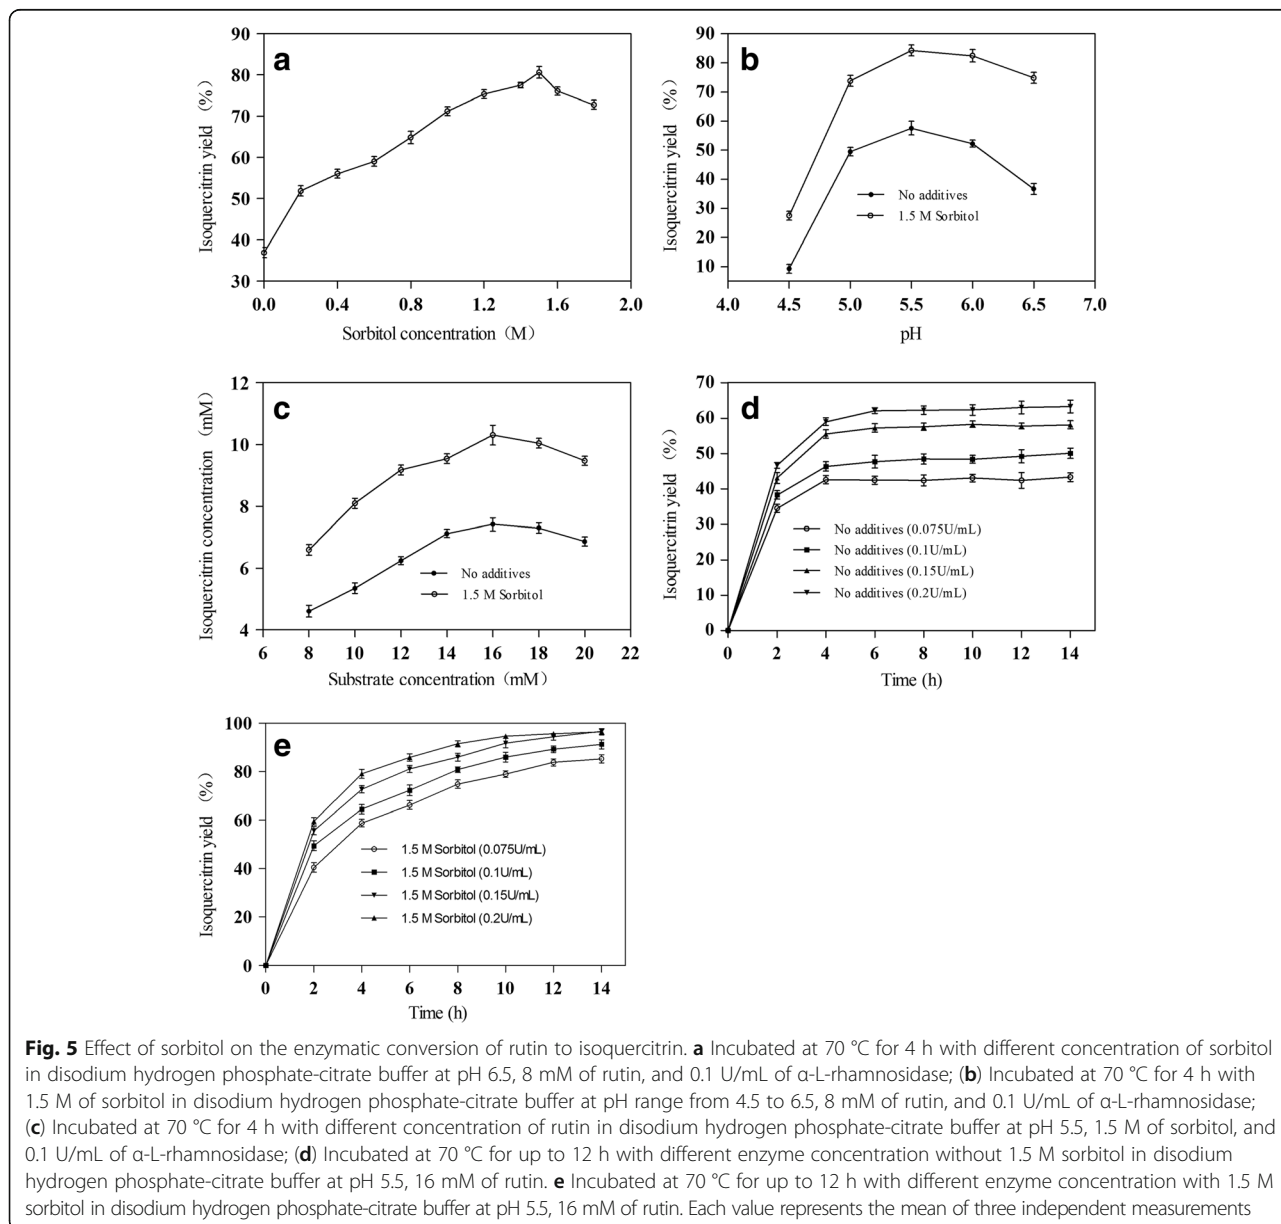 a
90
80
70
60
50
40
30
Isoquercitrin yield (%)
0.0 0.4 0.8 1.2 1.6 2.0
Sorbitol concentration (M)
b
90
80
70
60
50
40
30
20
10
Isoquercitrin yield (%)
No additives
1.5 M Sorbitol
4.0 4.5 5.0 5.5 6.0 6.5 7.0
pH
c
12
10
8
6
4
Isoquercitrin concentration (mM)
No additives
1.5 M Sorbitol
6 8 10 12 14 16 18 20 22
Substrate concentration (mM)
d
70
60
50
40
30
20
10
0
Isoquercitrin yield (%)
No additives (0.075U/mL)
No additives (0.1U/mL)
No additives (0.15U/mL)
No additives (0.2U/mL)
0 2 4 6 8 10 12 14
Time (h)
e
100
80
60
40
20
0
Isoquercitrin yield (%)
1.5 M Sorbitol (0.075U/mL)
1.5 M Sorbitol (0.1U/mL)
1.5 M Sorbitol (0.15U/mL)
1.5 M Sorbitol (0.2U/mL)
0 2 4 6 8 10 12 14
Time (h)
Fig. 5 Effect of sorbitol on the enzymatic conversion of rutin to isoquercitrin. a Incubated at 70 °C for 4 h with different concentration of sorbitol
in disodium hydrogen phosphate-citrate buffer at pH 6.5, 8 mM of rutin, and 0.1 U/mL of α-L-rhamnosidase; (b) Incubated at 70 °C for 4 h with
1.5 M of sorbitol in disodium hydrogen phosphate-citrate buffer at pH range from 4.5 to 6.5, 8 mM of rutin, and 0.1 U/mL of α-L-rhamnosidase;
(c) Incubated at 70 °C for 4 h with different concentration of rutin in disodium hydrogen phosphate-citrate buffer at pH 5.5, 1.5 M of sorbitol, and
0.1 U/mL of α-L-rhamnosidase; (d) Incubated at 70 °C for up to 12 h with different enzyme concentration without 1.5 M sorbitol in disodium
hydrogen phosphate-citrate buffer at pH 5.5, 16 mM of rutin. e Incubated at 70 °C for up to 12 h with different enzyme concentration with 1.5 M
sorbitol in disodium hydrogen phosphate-citrate buffer at pH 5.5, 16 mM of rutin. Each value represents the mean of three independent measurements